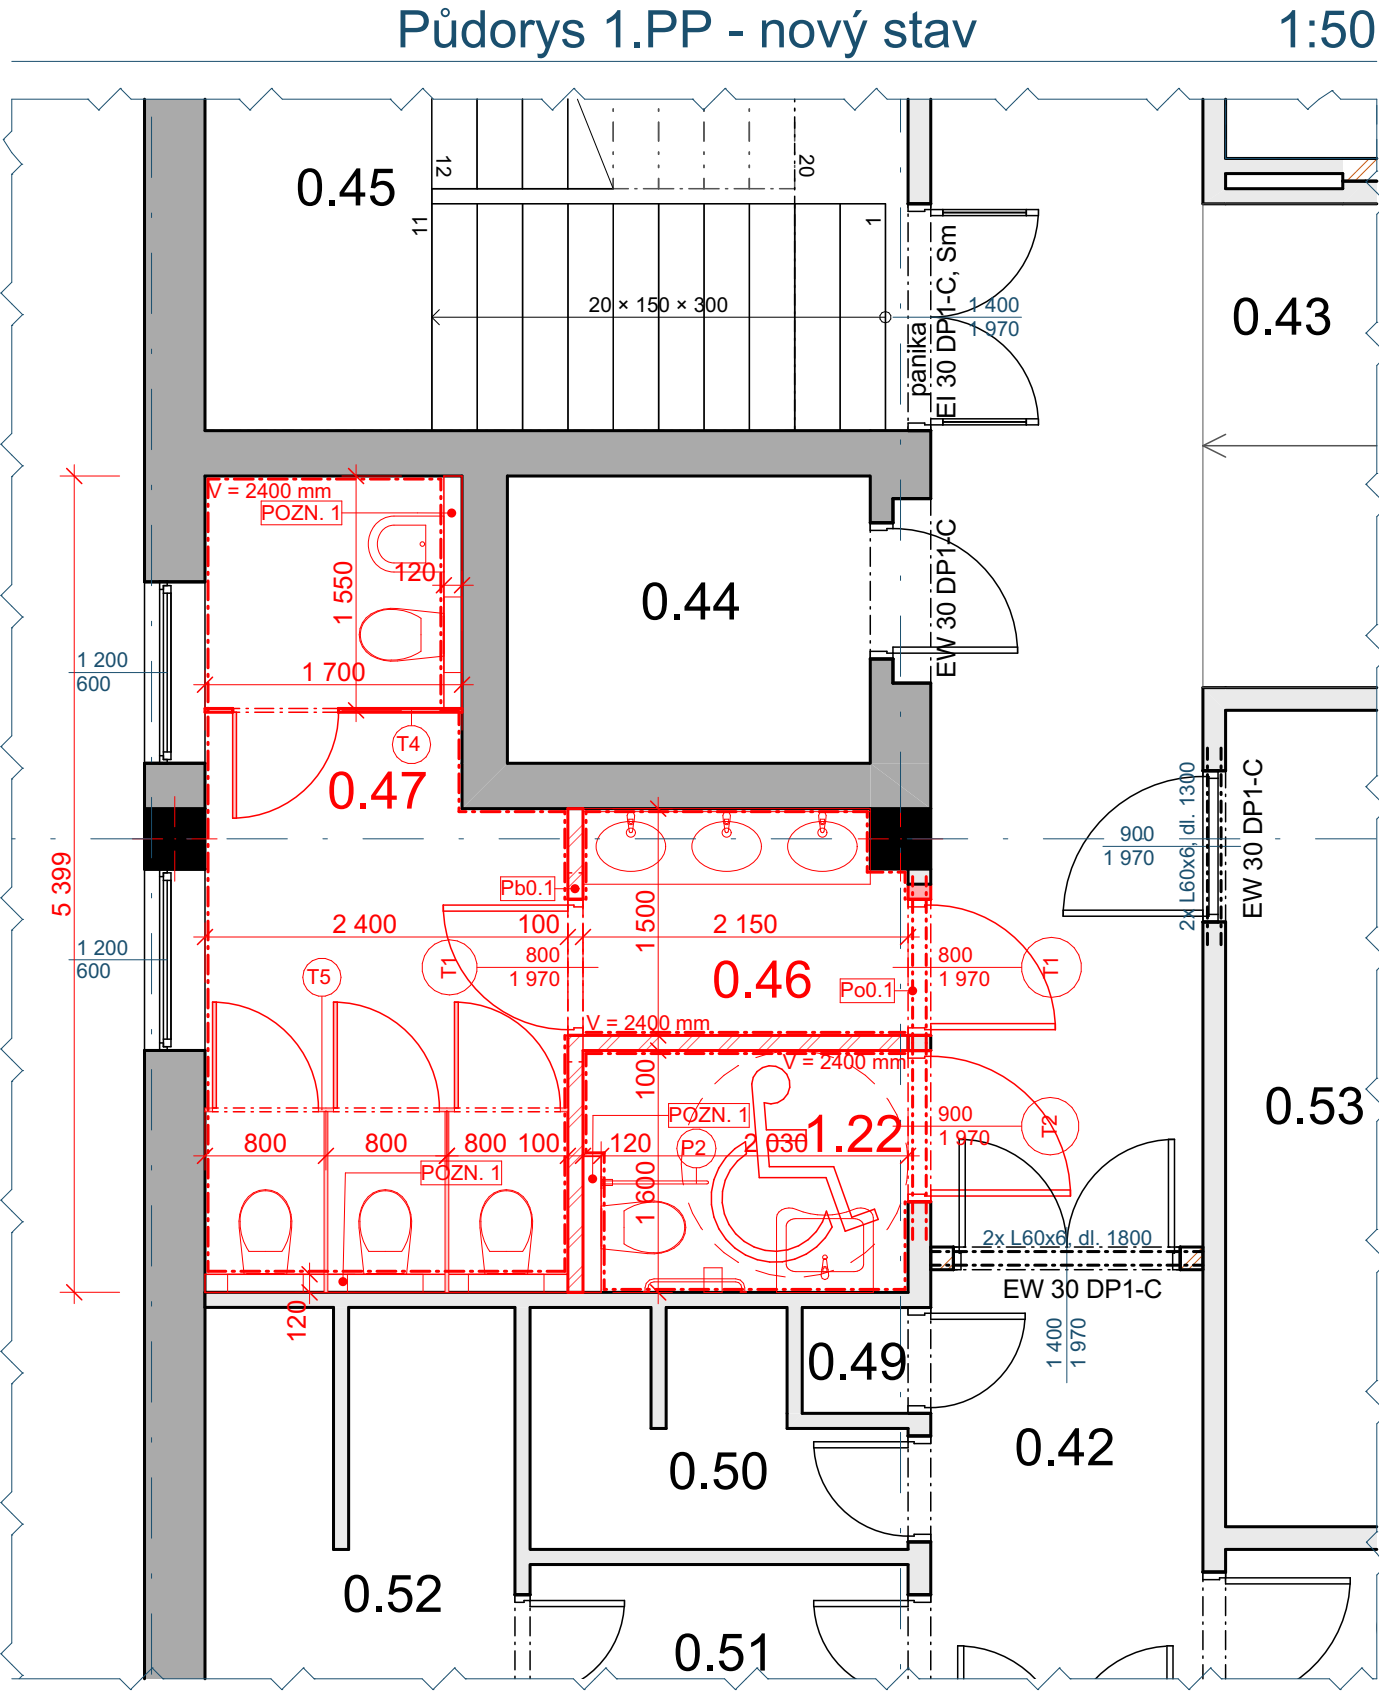 Půdorys 1.PP - nový stav 1:50
0.45
12
20
11
1
20 × 150 × 300
panika
EI 30 DP1-C, Sm
1 400
1 970
0.43
V = 2400 mm
POZN. 1
120
1 550
1 700
0.44
EW 30 DP1-C
1 200
600
T4
0.47
5 399
900
1 970
2x L60x6, dl. 1300
EW 30 DP1-C
Pb0.1
2 400
100
1 500
2 150
1 200
600
T5
T1
800
1 970
0.46
Po0.1
800
1 970
T1
V = 2400 mm
100
V = 2400 mm
POZN. 1
1.22
900
1 970
T2
0.53
800
800
800
100
120
P2
2 030
POZN. 1
1 600
2x L60x6, dl. 1800
EW 30 DP1-C
120
1 400
1 970
0.49
0.50
0.42
0.52
0.51